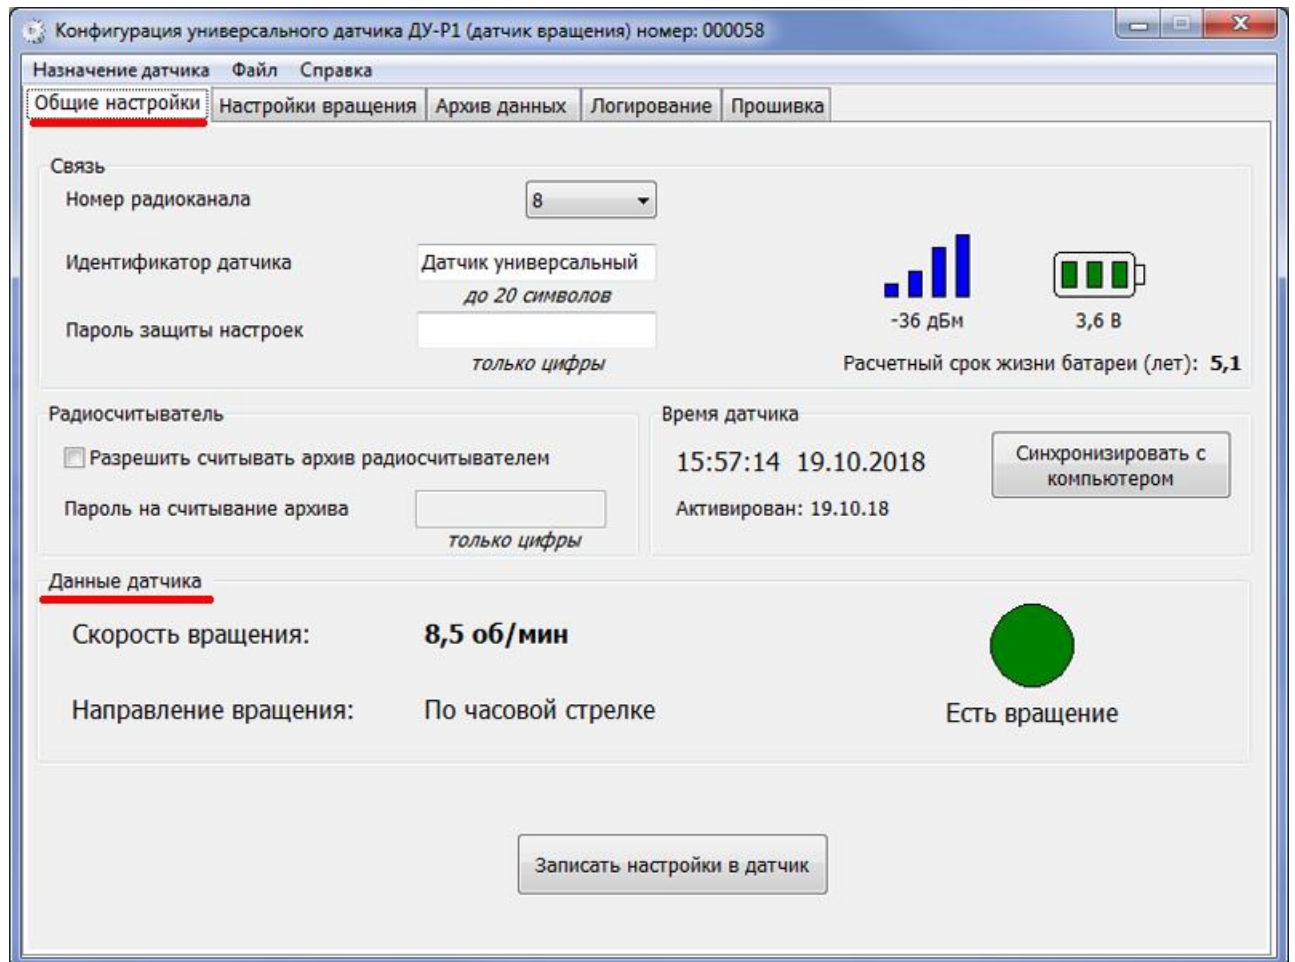 Конфигурация универсального датчика ДУ-Р1 (датчик вращения) номер: 000058
Назначение датчика Файл Справка
Общие настройки Настройки вращения Архив данных Логирование Прошивка
Связь
Номер радиоканала 8
Идентификатор датчика Датчик универсальный
до 20 символов
-36 дБм 3,6 В
Пароль защиты настроек
только цифры
Расчетный срок жизни батареи (лет): 5,1
Радиосчитыватель
Разрешить считывать архив радиосчитывателем
Пароль на считывание архива
только цифры
Время датчика
15:57:14 19.10.2018
Синхронизировать с
компьютером
Активирован: 19.10.18
Данные датчика
Скорость вращения: 8,5 об/мин
Направление вращения: По часовой стрелке
Есть вращение
Записать настройки в датчик